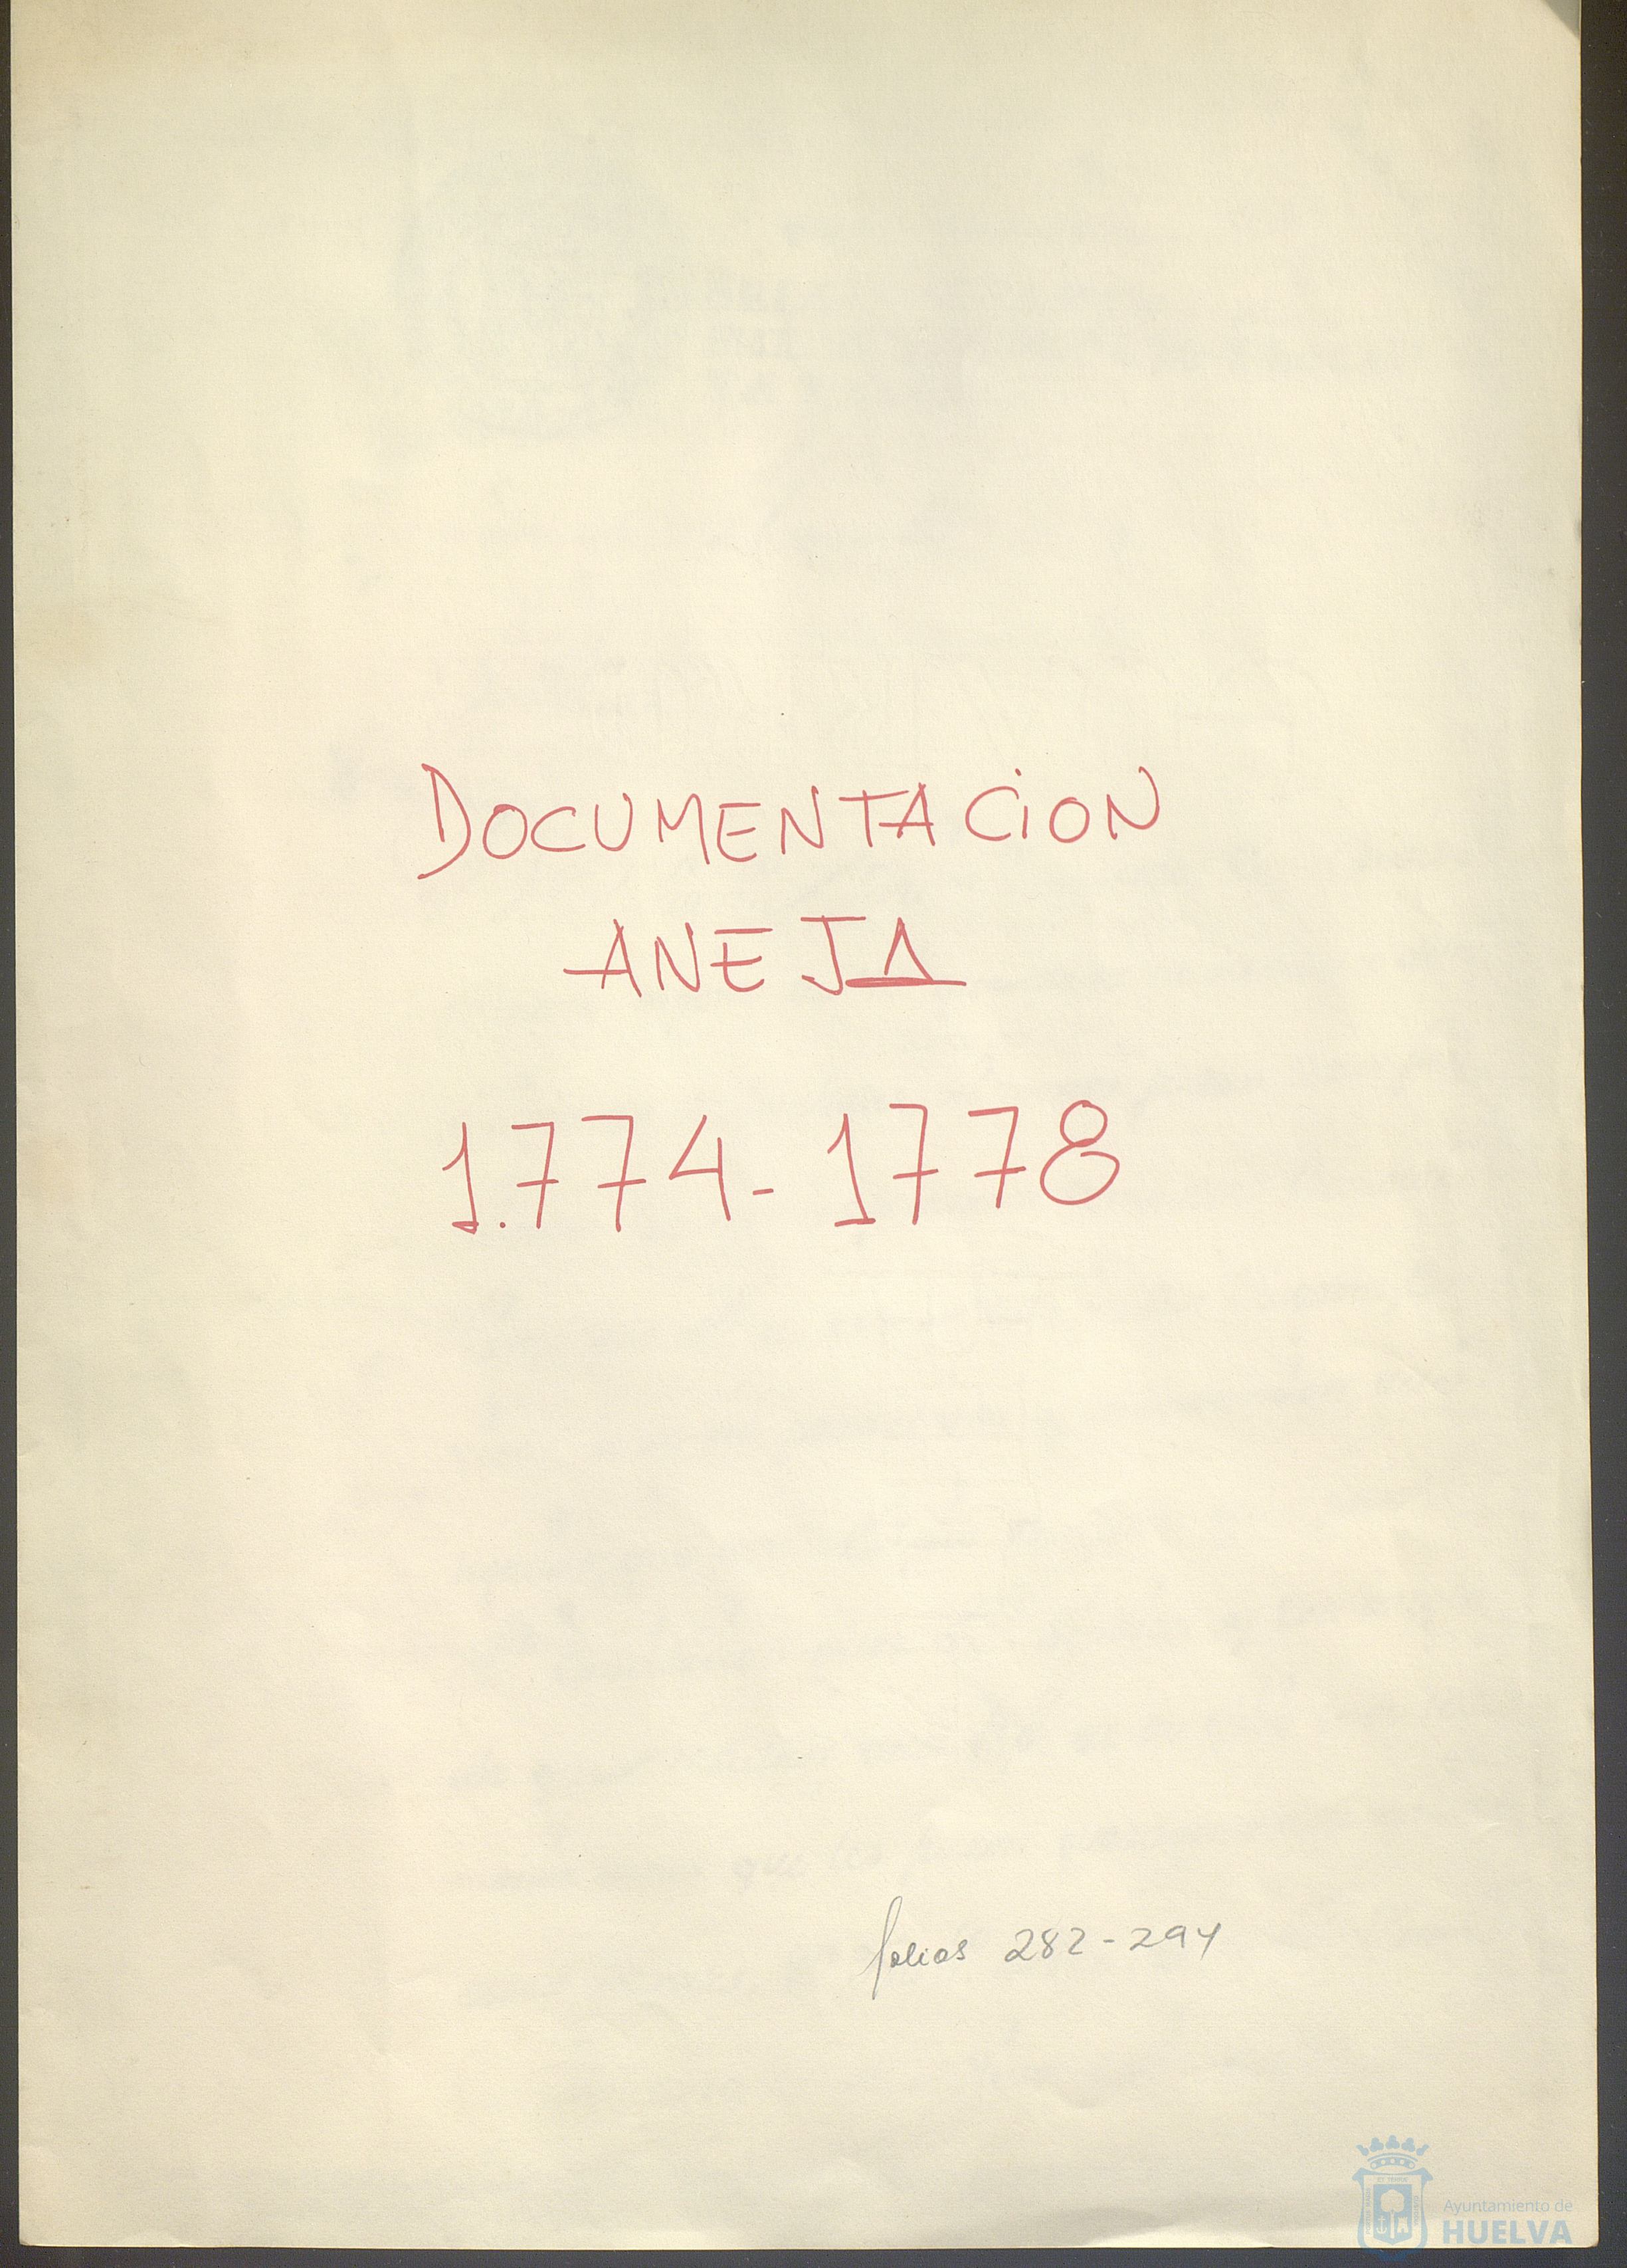 DOCUMENTACION
ANEJA
1.774-1778
folios 282-294
Ayuntamiento de
HUELVA